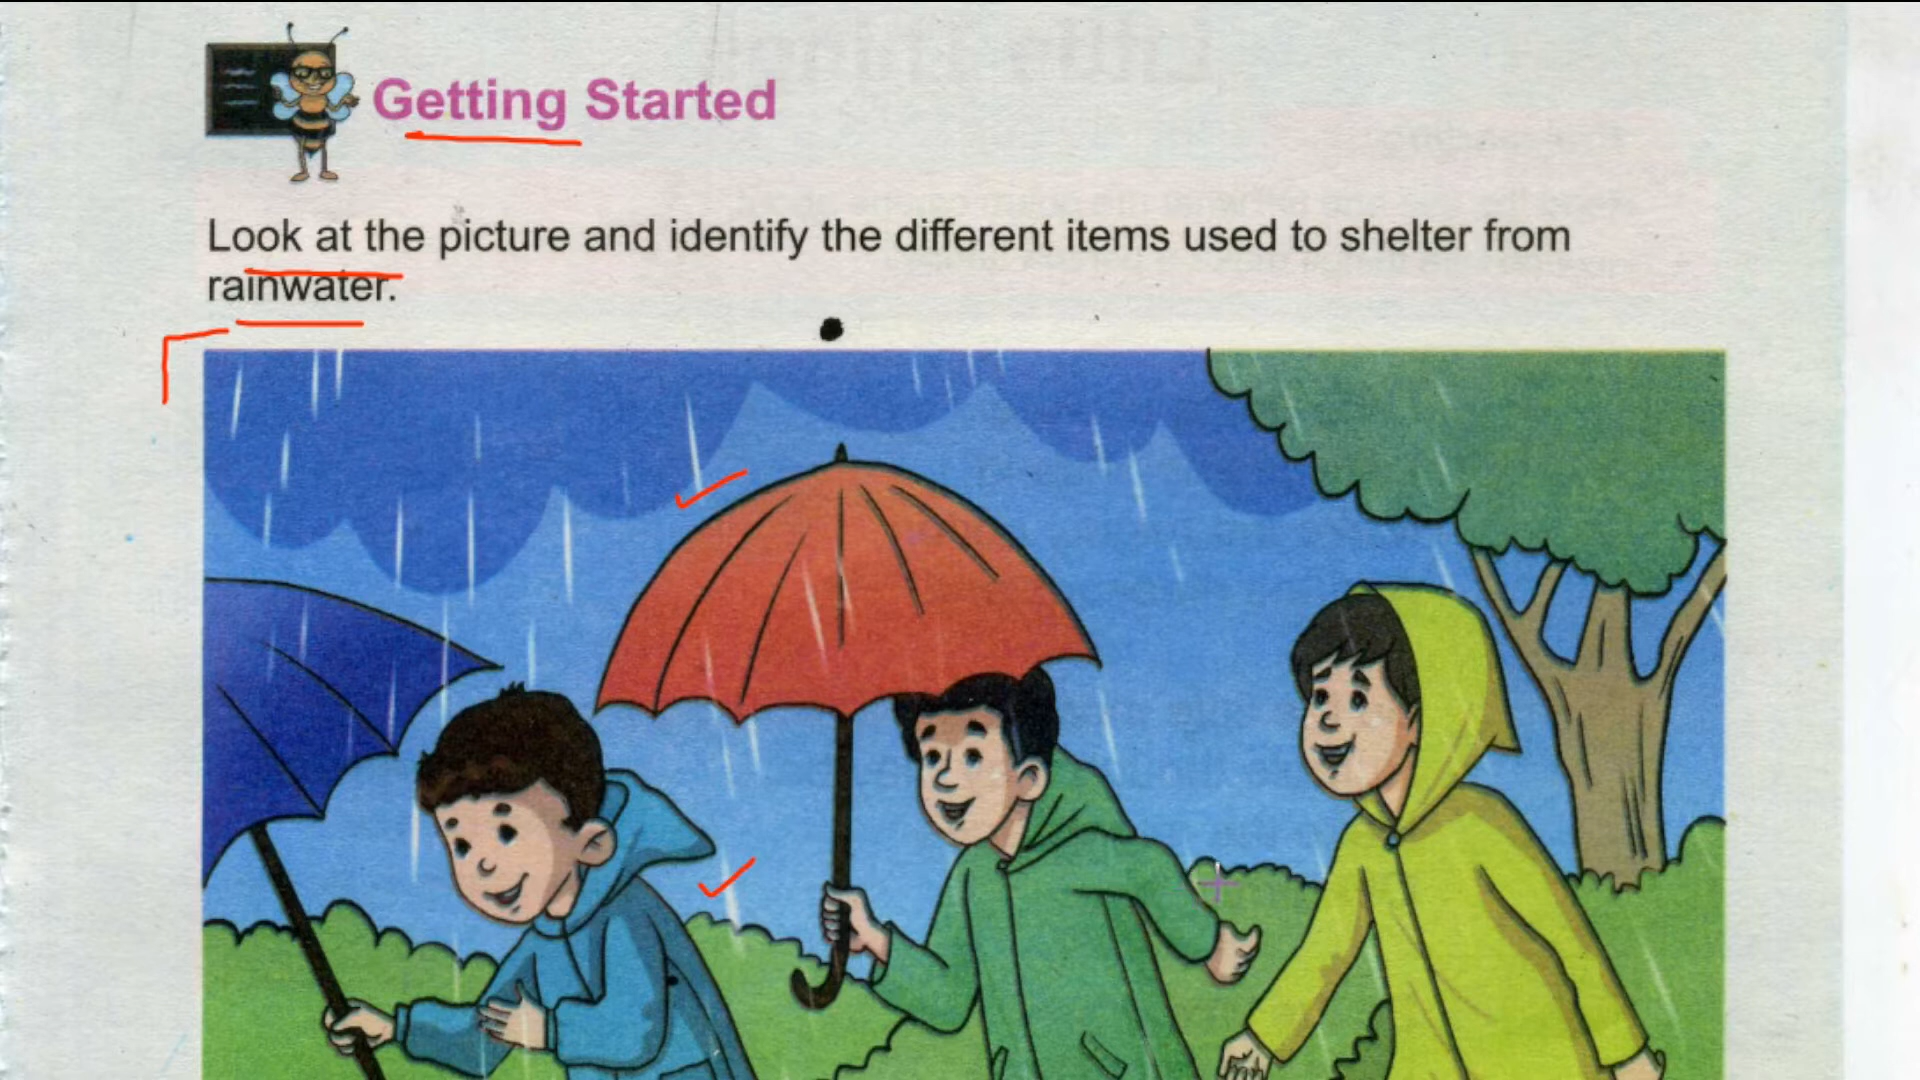 Getting Started
Look at the picture and identify the different items used to shelter from
rainwater.